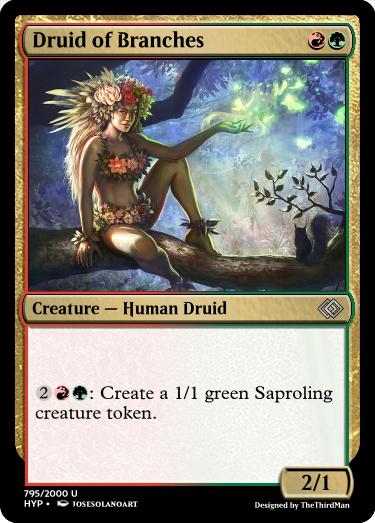 Druid of Branches
Creature — Human Druid
2: Create a 1/1 green Saproling
creature token.
2/1
795/2000 U
HYP • JOSESOLANOART
Designed by TheThirdMan